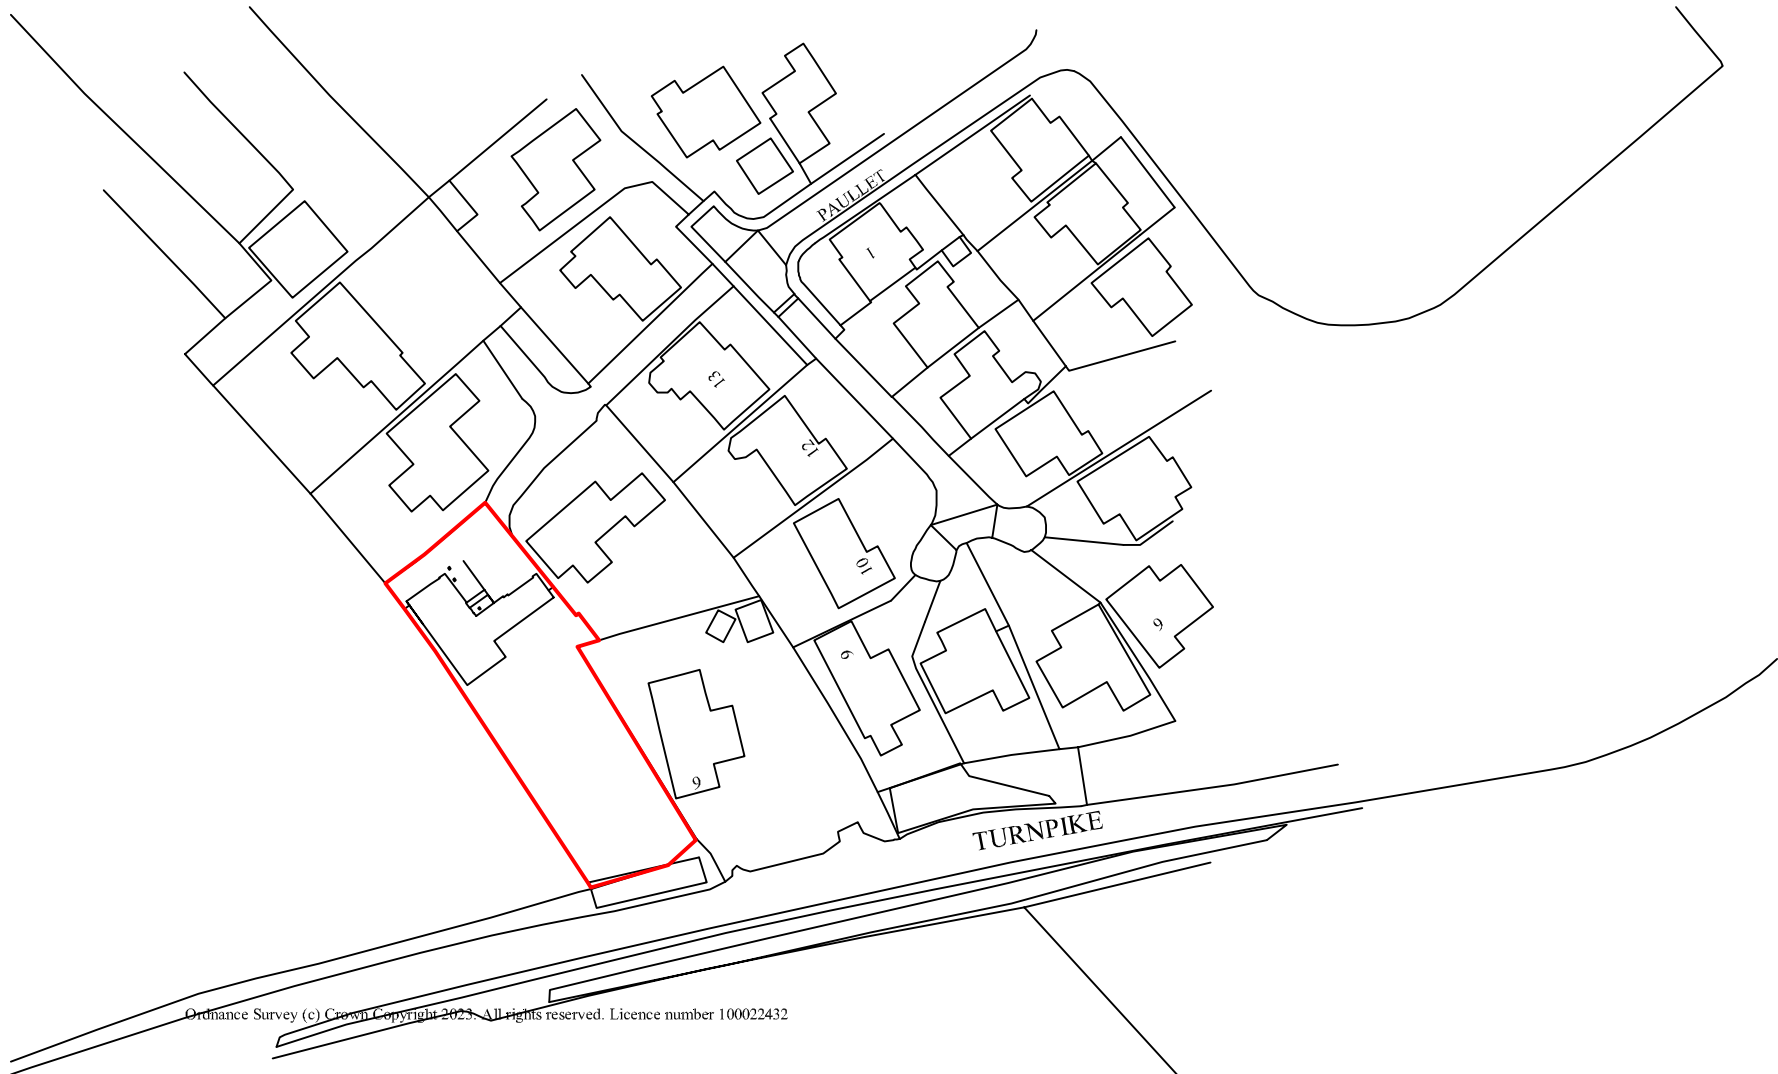 PAULLET
1
13
12
10
9
9
9
TURNPIKE
Ordnance Survey (c) Crown Copyright 2023. All rights reserved. Licence number 100022432